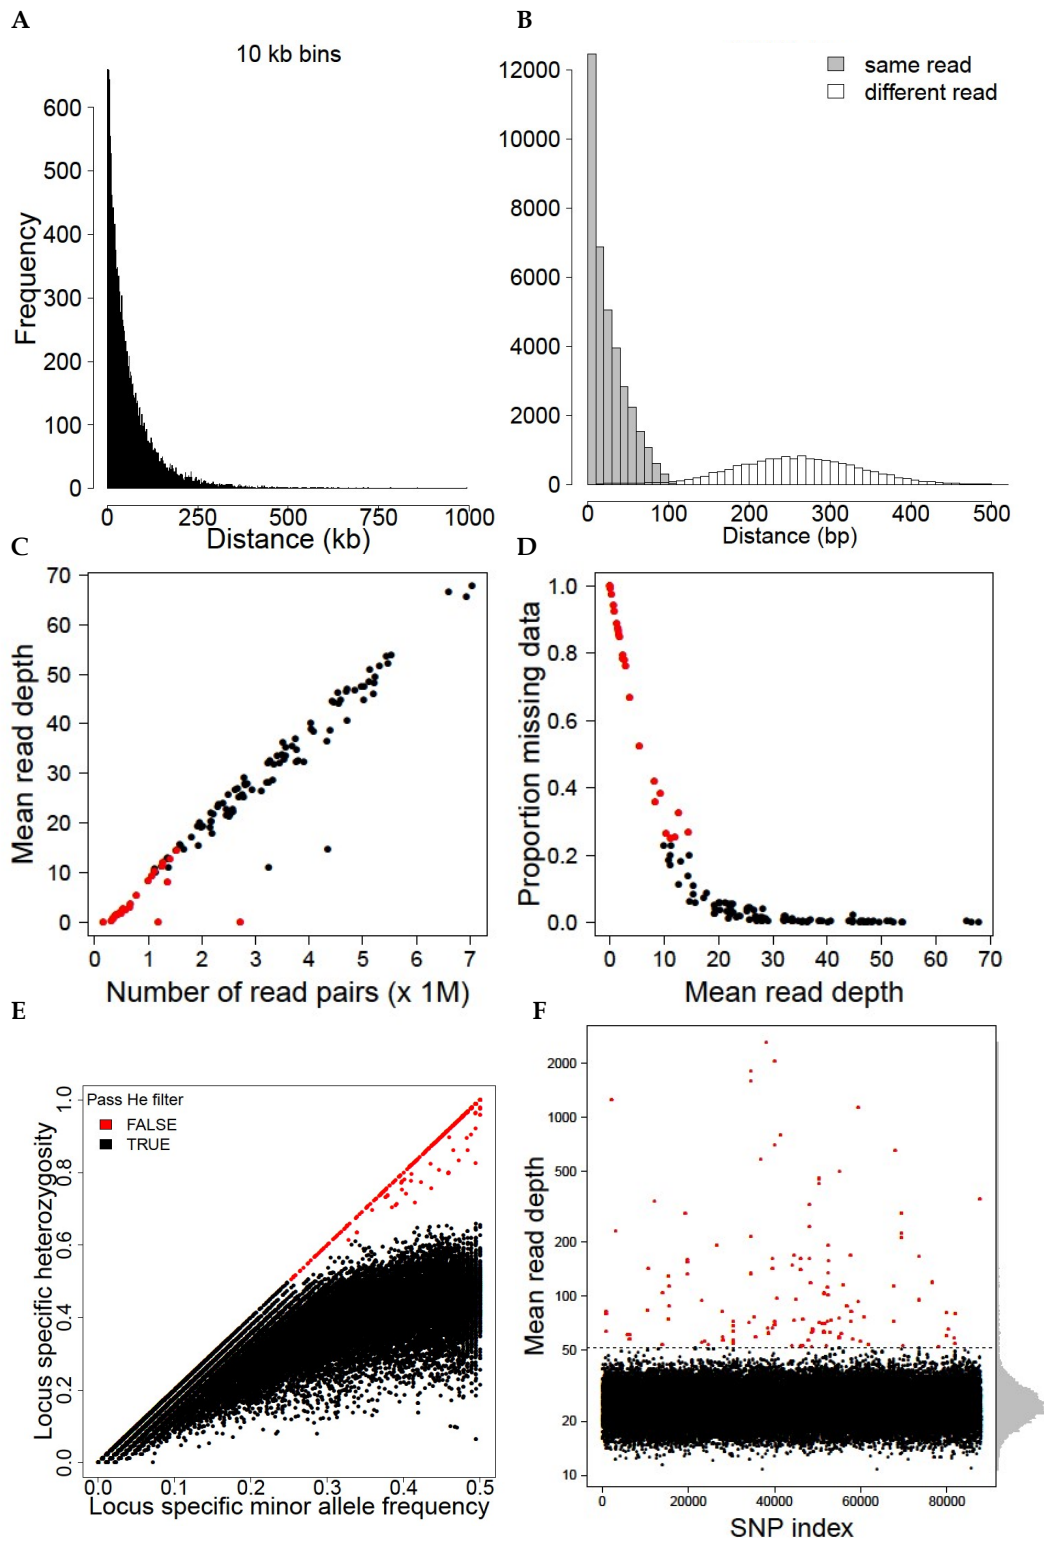 A
10 kb bins
Frequency
600
500
400
300
200
100
0
0 250 500 750 1000
Distance (kb)
B
same read
different read
12000
10000
8000
6000
4000
2000
0
0 100 200 300 400 500
Distance (bp)
C
Mean read depth
70
60
50
40
30
20
10
0
0 1 2 3 4 5 6 7
Number of read pairs (x 1M)
D
Proportion missing data
1.0
0.8
0.6
0.4
0.2
0.0
0 10 20 30 40 50 60 70
Mean read depth
E
Pass He filter
FALSE
TRUE
Locus specific heterozygosity
1.0
0.8
0.6
0.4
0.2
0.0
0.0 0.1 0.2 0.3 0.4 0.5
Locus specific minor allele frequency
F
Mean read depth
2000
1000
500
200
100
50
20
10
0 20000 40000 60000 80000
SNP index